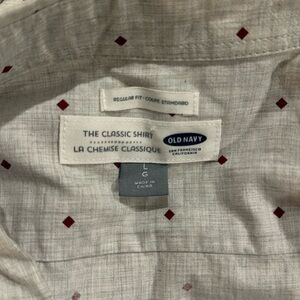 REGULAR FIT • COUPE STANDARD
THE CLASSIC SHIRT
LA CHEMISE CLASSIQUE
OLD NAVY
SAN FRANCISCO
CALIFORNIA
L
G
MADE IN
CHINA